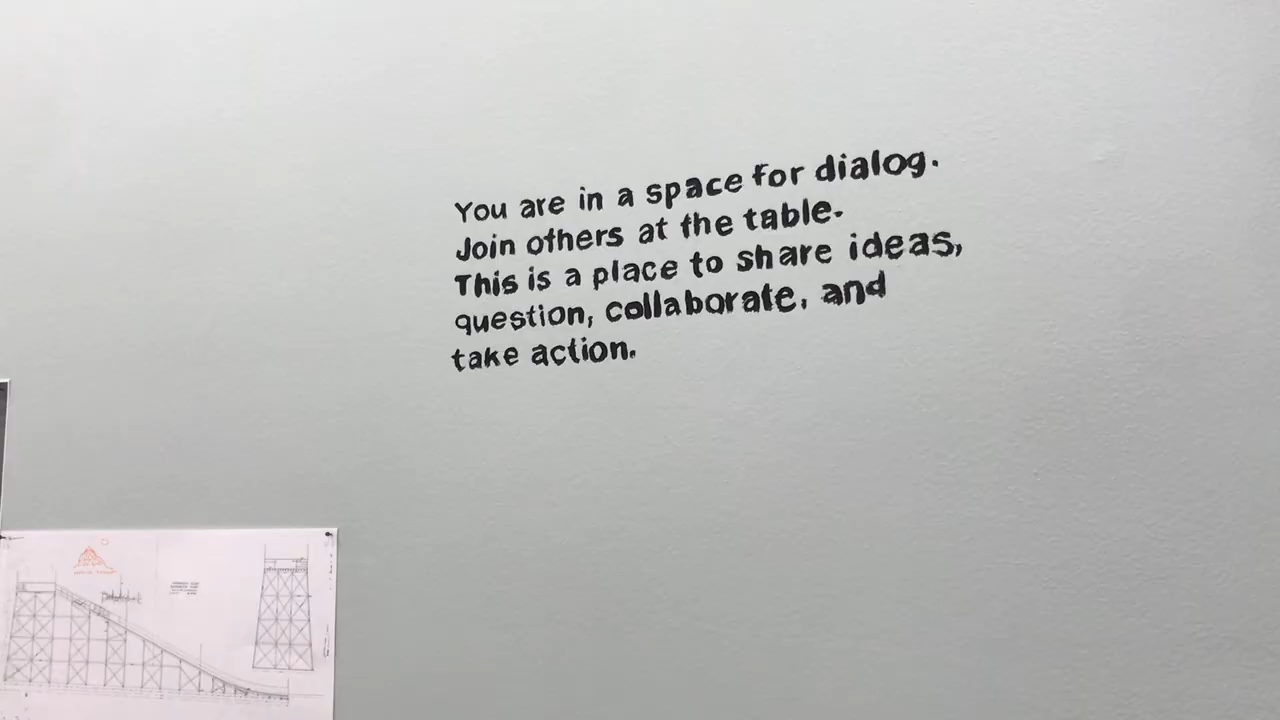 You are in a space for dialog.
Join others at the table.
This is a place to share ideas,
question, collaborate, and
take action.